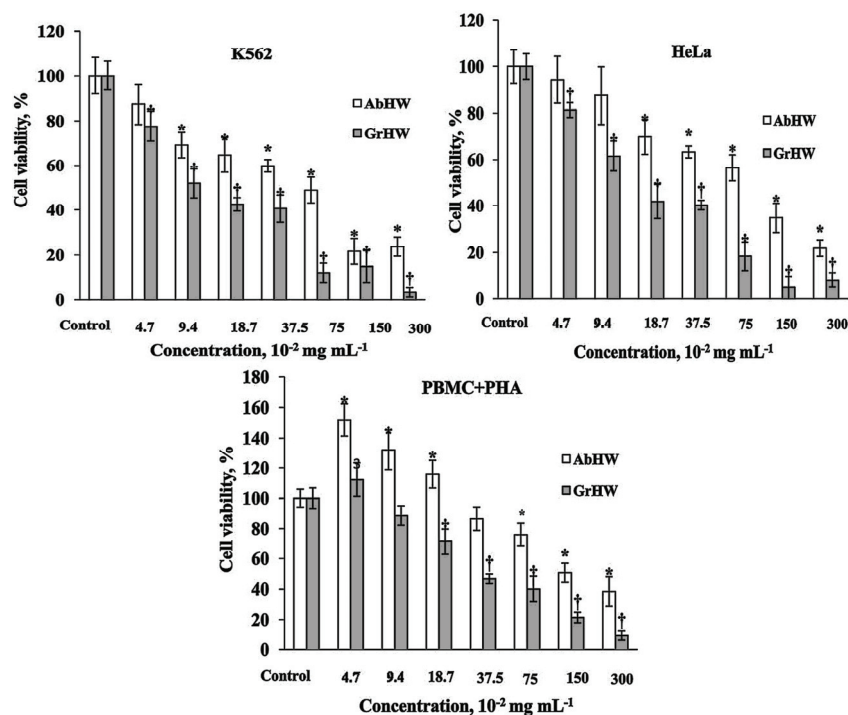 K562
Cell viability, %
120
100
80
60
40
20
0
* * * * * *
‡ ‡ ‡ ‡ † † †
AbHW
GrHW
Control 4.7 9.4 18.7 37.5 75 150 300
Concentration, 10⁻² mg mL⁻¹
HeLa
Cell viability, %
120
100
80
60
40
20
0
* * * * *
† ‡ † † ‡ † †
AbHW
GrHW
Control 4.7 9.4 18.7 37.5 75 150 300
Concentration, 10⁻² mg mL⁻¹
PBMC+PHA
Cell viability, %
180
160
140
120
100
80
60
40
20
0
* * * * * *
3 ‡ † ‡ † †
AbHW
GrHW
Control 4.7 9.4 18.7 37.5 75 150 300
Concentration, 10⁻² mg mL⁻¹